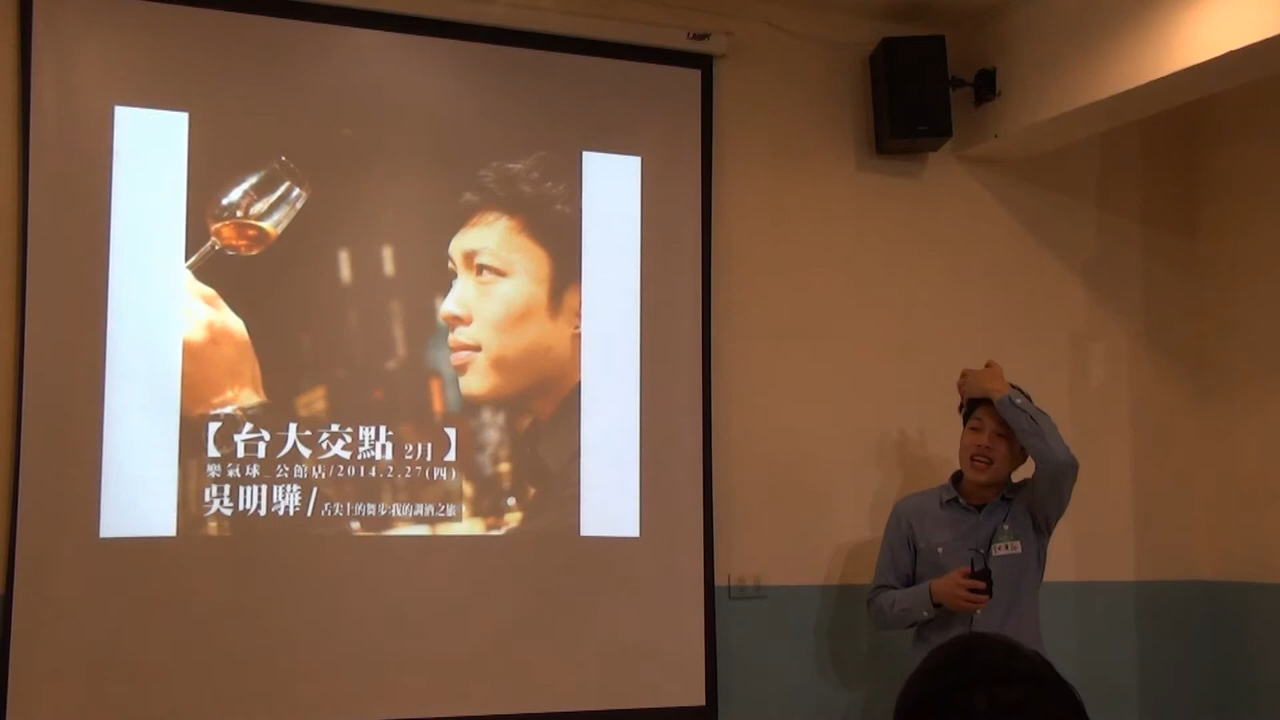 【台大交點 2月】
樂氣球_公館店/2014.2.27(四)
吳明驊/舌尖上的舞步:我的調酒之旅